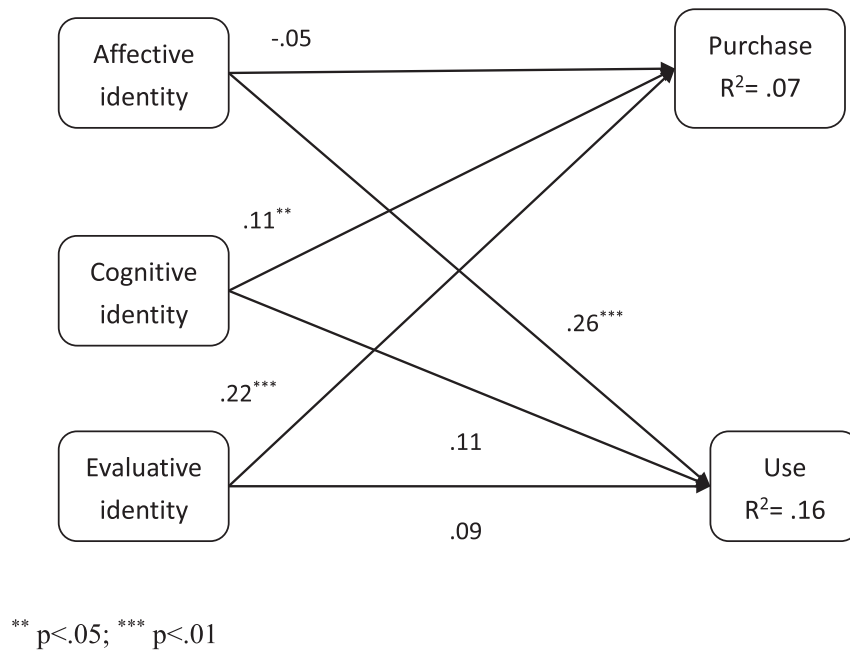 Affective
identity
-.05
Purchase
R²= .07
.11**
Cognitive
identity
.26***
.22***
Evaluative
identity
.11
Use
R²= .16
.09
** p<.05; *** p<.01